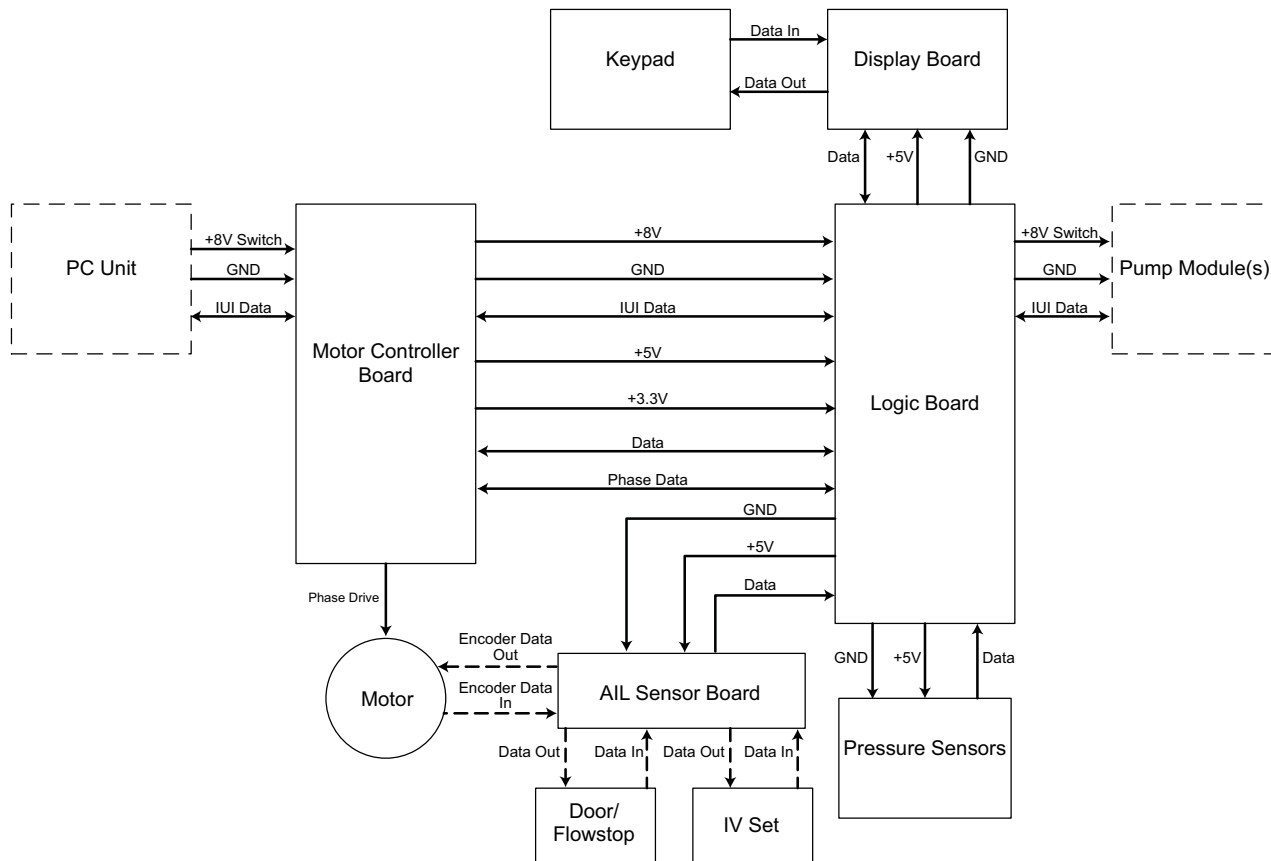 Keypad
Data In
Data Out
Display Board
Data
+5V
GND
PC Unit
+8V Switch
GND
IUI Data
Motor Controller
Board
+8V
GND
IUI Data
+5V
+3.3V
Data
Phase Data
GND
+5V
Data
Logic Board
+8V Switch
GND
IUI Data
Pump Module(s)
Phase Drive
Motor
Encoder Data
Out
Encoder Data
In
AIL Sensor Board
GND
+5V
Data
Pressure Sensors
Data Out
Data In
Data Out
Data In
Door/
Flowstop
IV Set